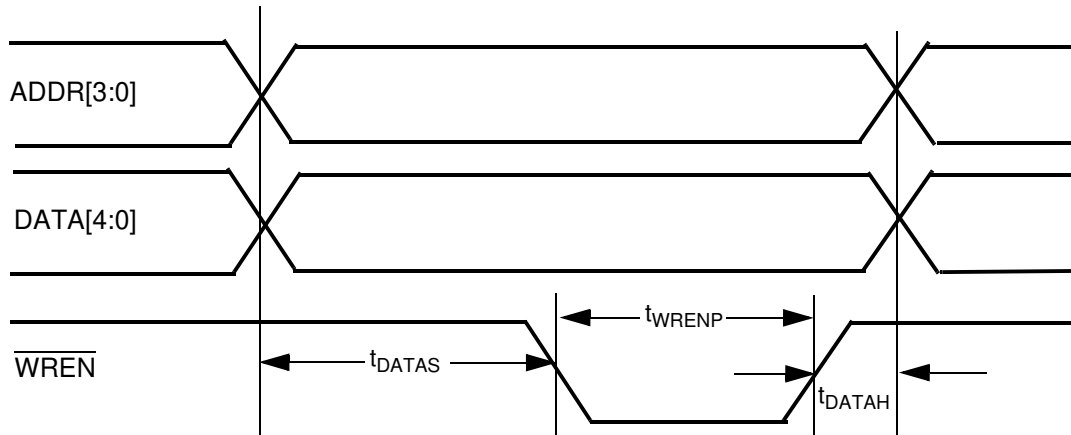 ADDR[3:0]
DATA[4:0]
tWRENP
WREN
tDATAS
tDATAH